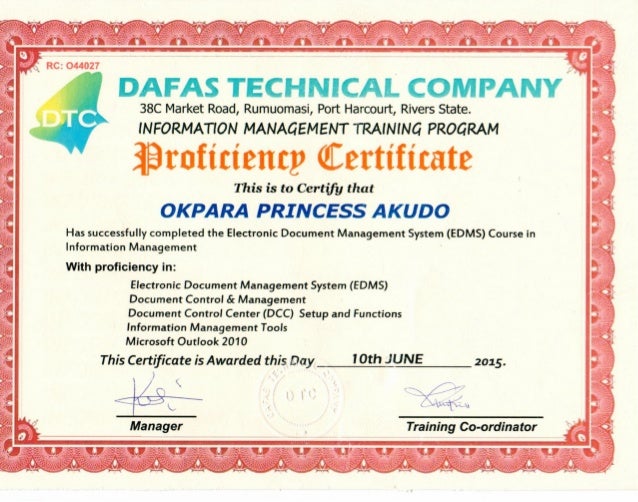 RC: O44027
DTC
DAFAS TECHNICAL COMPANY
38C Market Road, Rumuomasi, Port Harcourt, Rivers State.
INFORMATION MANAGEMENT TRAINING PROGRAM
Proficiency Certificate
This is to Certify that
OKPARA PRINCESS AKUDO
Has successfully completed the Electronic Document Management System (EDMS) Course in
Information Management
With proficiency in:
Electronic Document Management System (EDMS)
Document Control & Management
Document Control Center (DCC) Setup and Functions
Information Management Tools
Microsoft Outlook 2010
This Certificate is Awarded this Day 10th JUNE 2015.
DTC
Manager
Training Co-ordinator